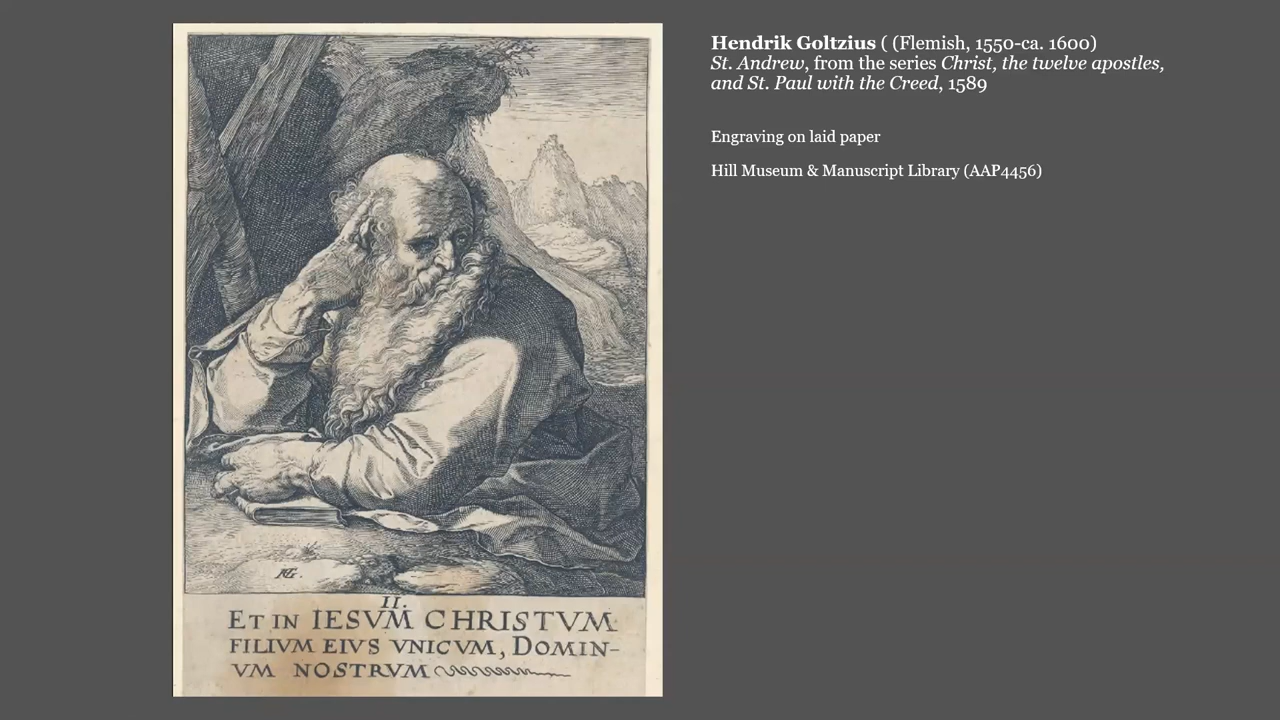 Hendrik Goltzius ( (Flemish, 1550-ca. 1600)
St. Andrew, from the series Christ, the twelve apostles,
and St. Paul with the Creed, 1589
Engraving on laid paper
Hill Museum & Manuscript Library (AAP4456)
HG.
II.
ET IN IESVM CHRISTVM
FILIVM EIVS VNICVM, DOMIN-
VM NOSTRVM